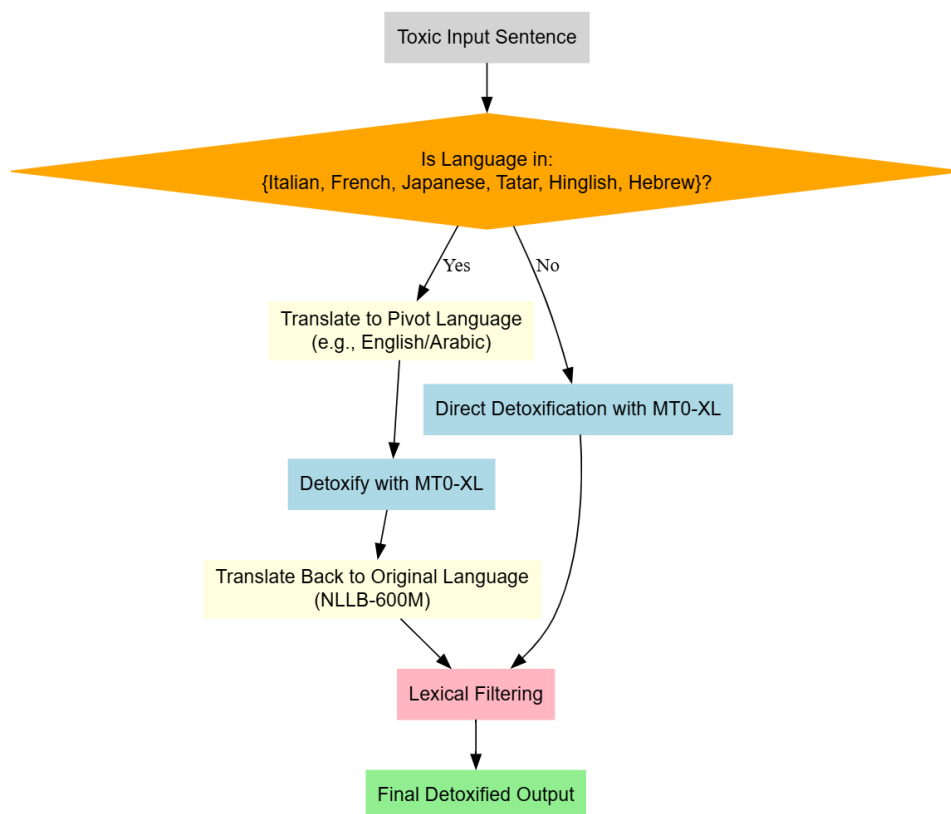 Toxic Input Sentence
Is Language in:
{Italian, French, Japanese, Tatar, Hinglish, Hebrew}?
Yes
No
Translate to Pivot Language
(e.g., English/Arabic)
Direct Detoxification with MT0-XL
Detoxify with MT0-XL
Translate Back to Original Language
(NLLB-600M)
Lexical Filtering
Final Detoxified Output